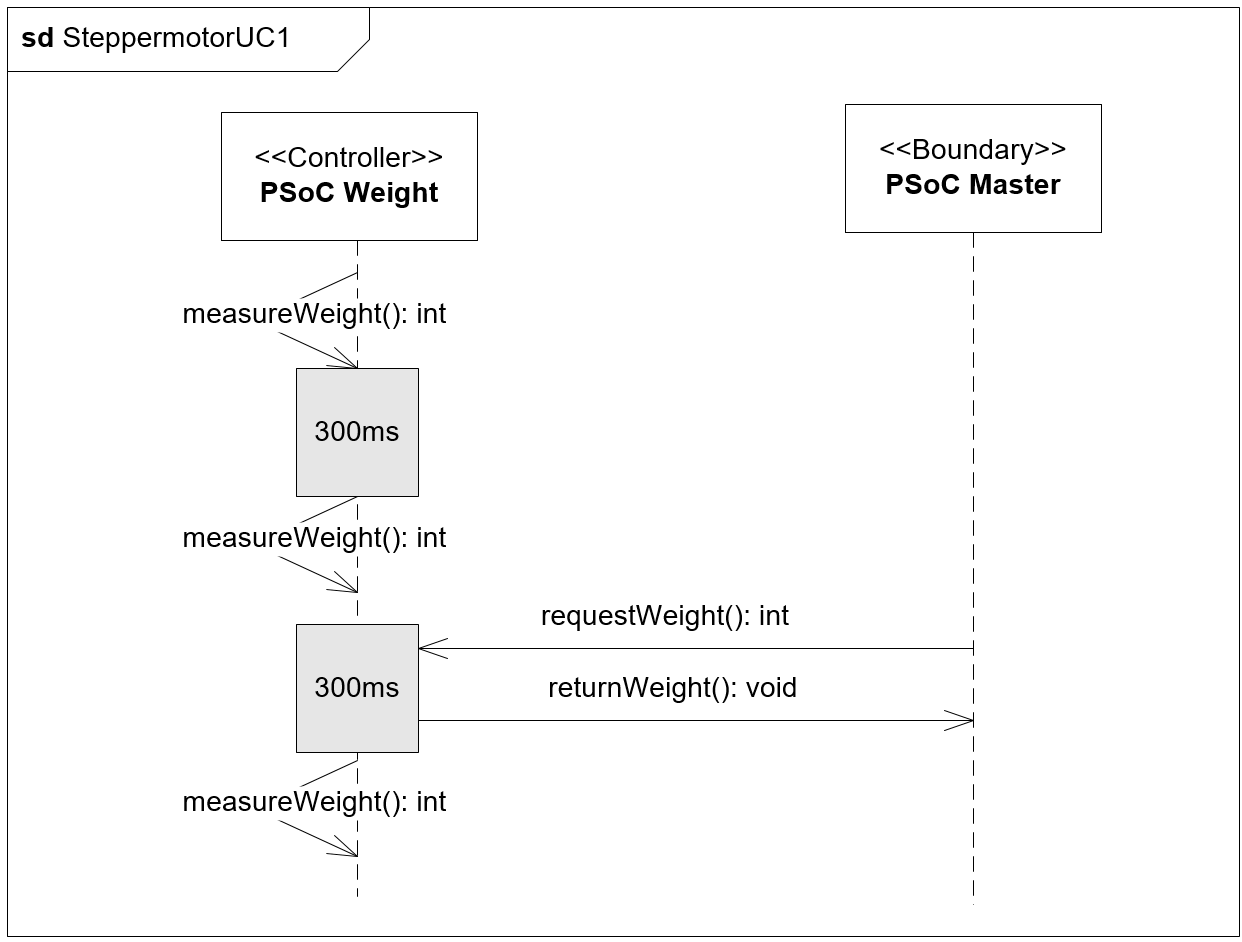 sd SteppermotorUC1
<<Controller>>
PSoC Weight
<<Boundary>>
PSoC Master
measureWeight(): int
300ms
measureWeight(): int
requestWeight(): int
300ms
returnWeight(): void
measureWeight(): int